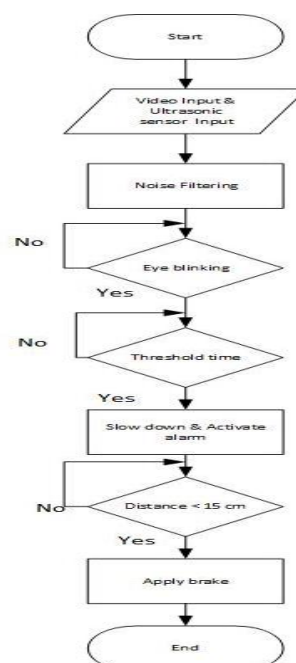 Start
Video Input &
Ultrasonic
sensor Input
Noise Filtering
No
Eye blinking
Yes
No
Threshold time
Yes
Slow down & Activate
alarm
No
Distance < 15 cm
Yes
Apply brake
End